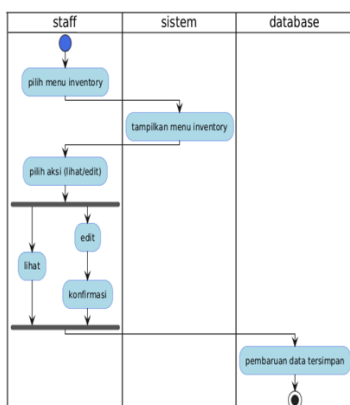 staff sistem database
pilih menu inventory
tampilkan menu inventory
pilih aksi (lihat/edit)
edit
lihat
konfirmasi
pembaruan data tersimpan